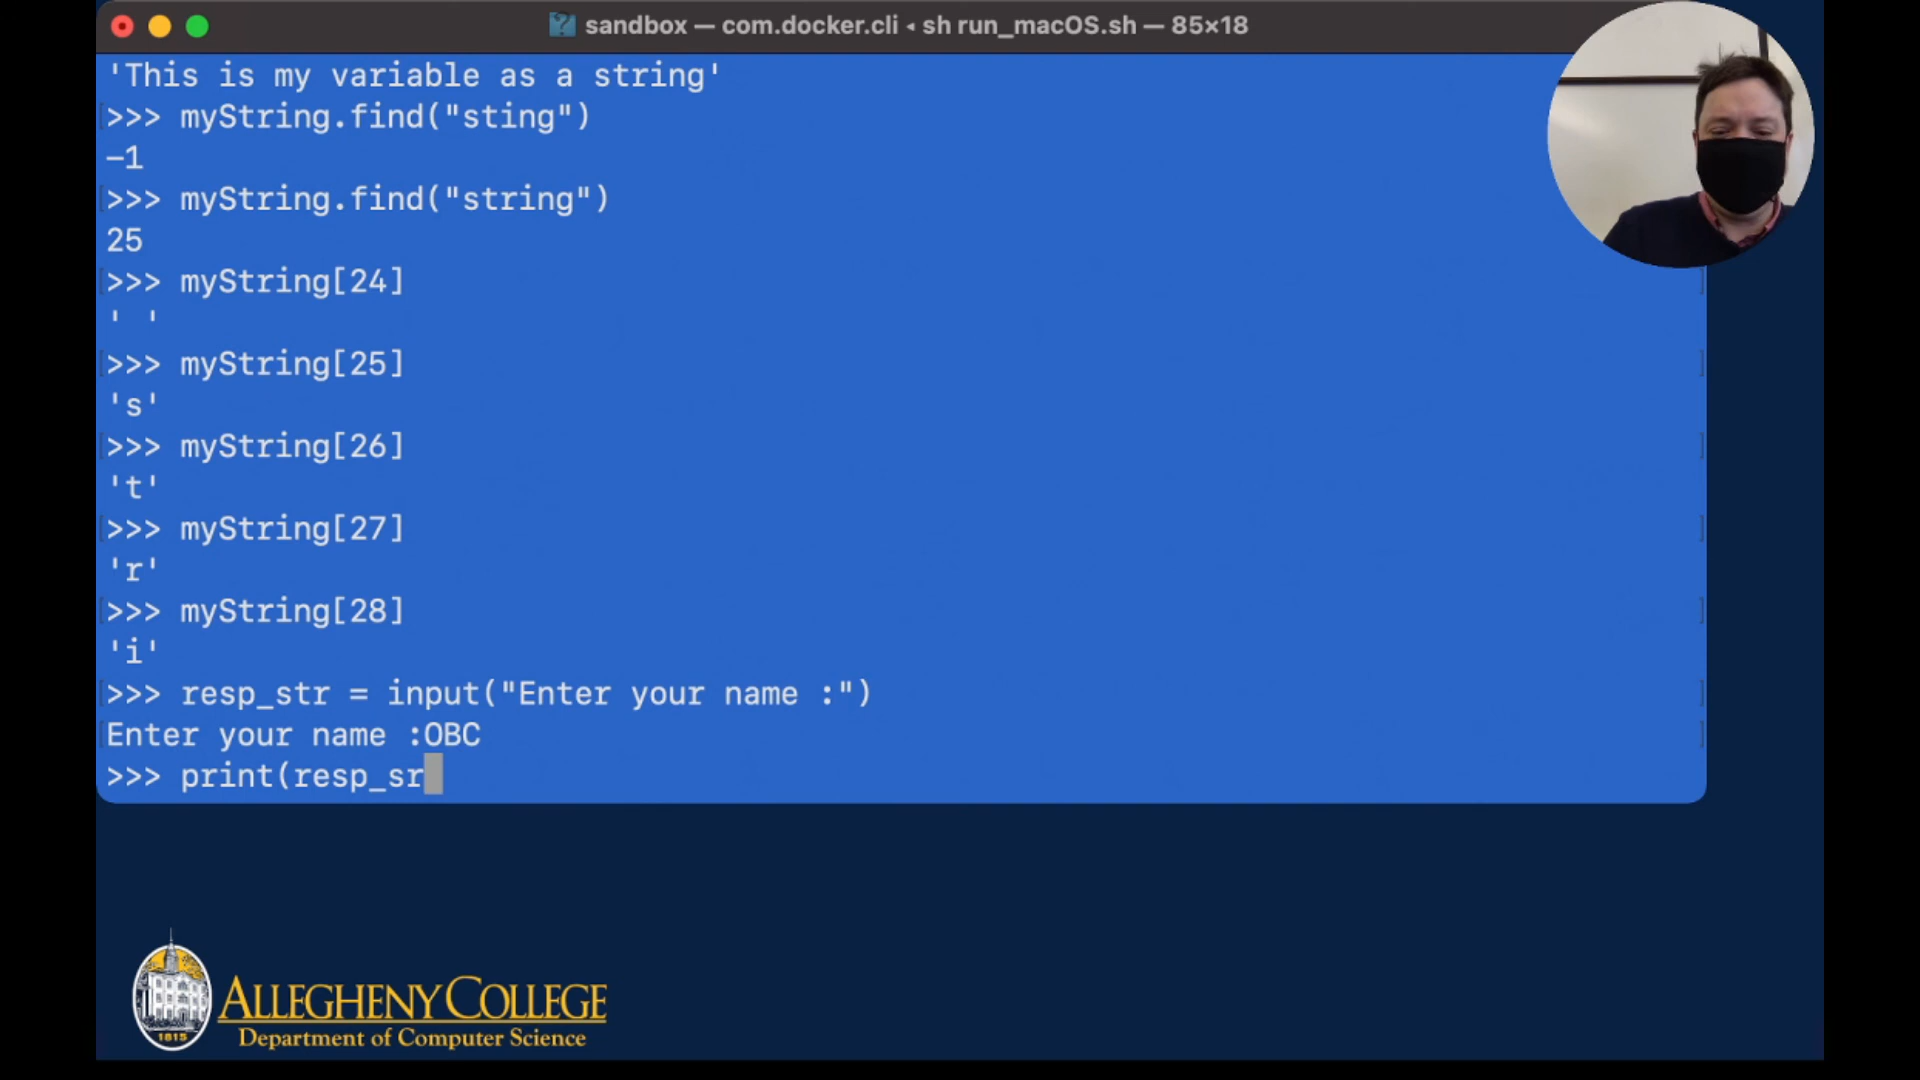 sandbox — com.docker.cli ◂ sh run_macOS.sh — 85×18
'This is my variable as a string'
>>> myString.find("sting")
-1
>>> myString.find("string")
25
>>> myString[24]
' '
>>> myString[25]
's'
>>> myString[26]
't'
>>> myString[27]
'r'
>>> myString[28]
'i'
>>> resp_str = input("Enter your name :")
Enter your name :OBC
>>> print(resp_sr
ALLEGHENY COLLEGE
Department of Computer Science
1815